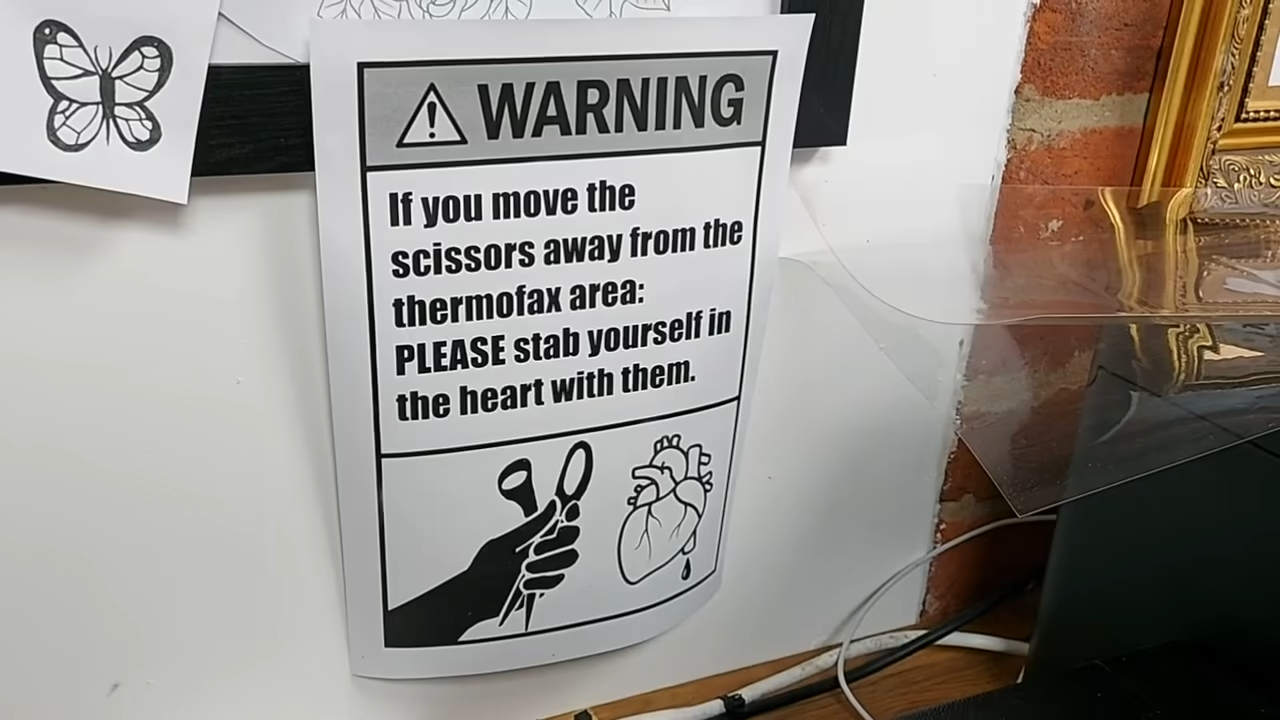 WARNING
If you move the
scissors away from the
thermofax area:
PLEASE stab yourself in
the heart with them.